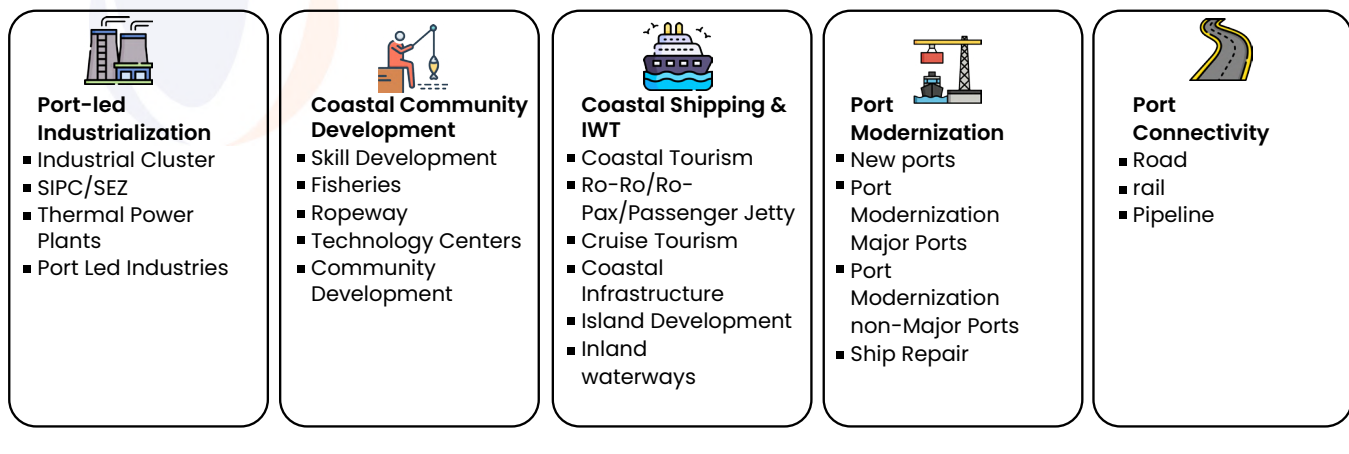 Port-led
Industrialization
▪ Industrial Cluster
▪ SIPC/SEZ
▪ Thermal Power
Plants
▪ Port Led Industries
Coastal Community
Development
▪ Skill Development
▪ Fisheries
▪ Ropeway
▪ Technology Centers
▪ Community
Development
Coastal Shipping &
IWT
▪ Coastal Tourism
▪ Ro-Ro/Ro-
Pax/Passenger Jetty
▪ Cruise Tourism
▪ Coastal
Infrastructure
▪ Island Development
▪ Inland
waterways
Port
Modernization
▪ New ports
▪ Port
Modernization
Major Ports
▪ Port
Modernization
non-Major Ports
▪ Ship Repair
Port
Connectivity
▪ Road
▪ rail
▪ Pipeline